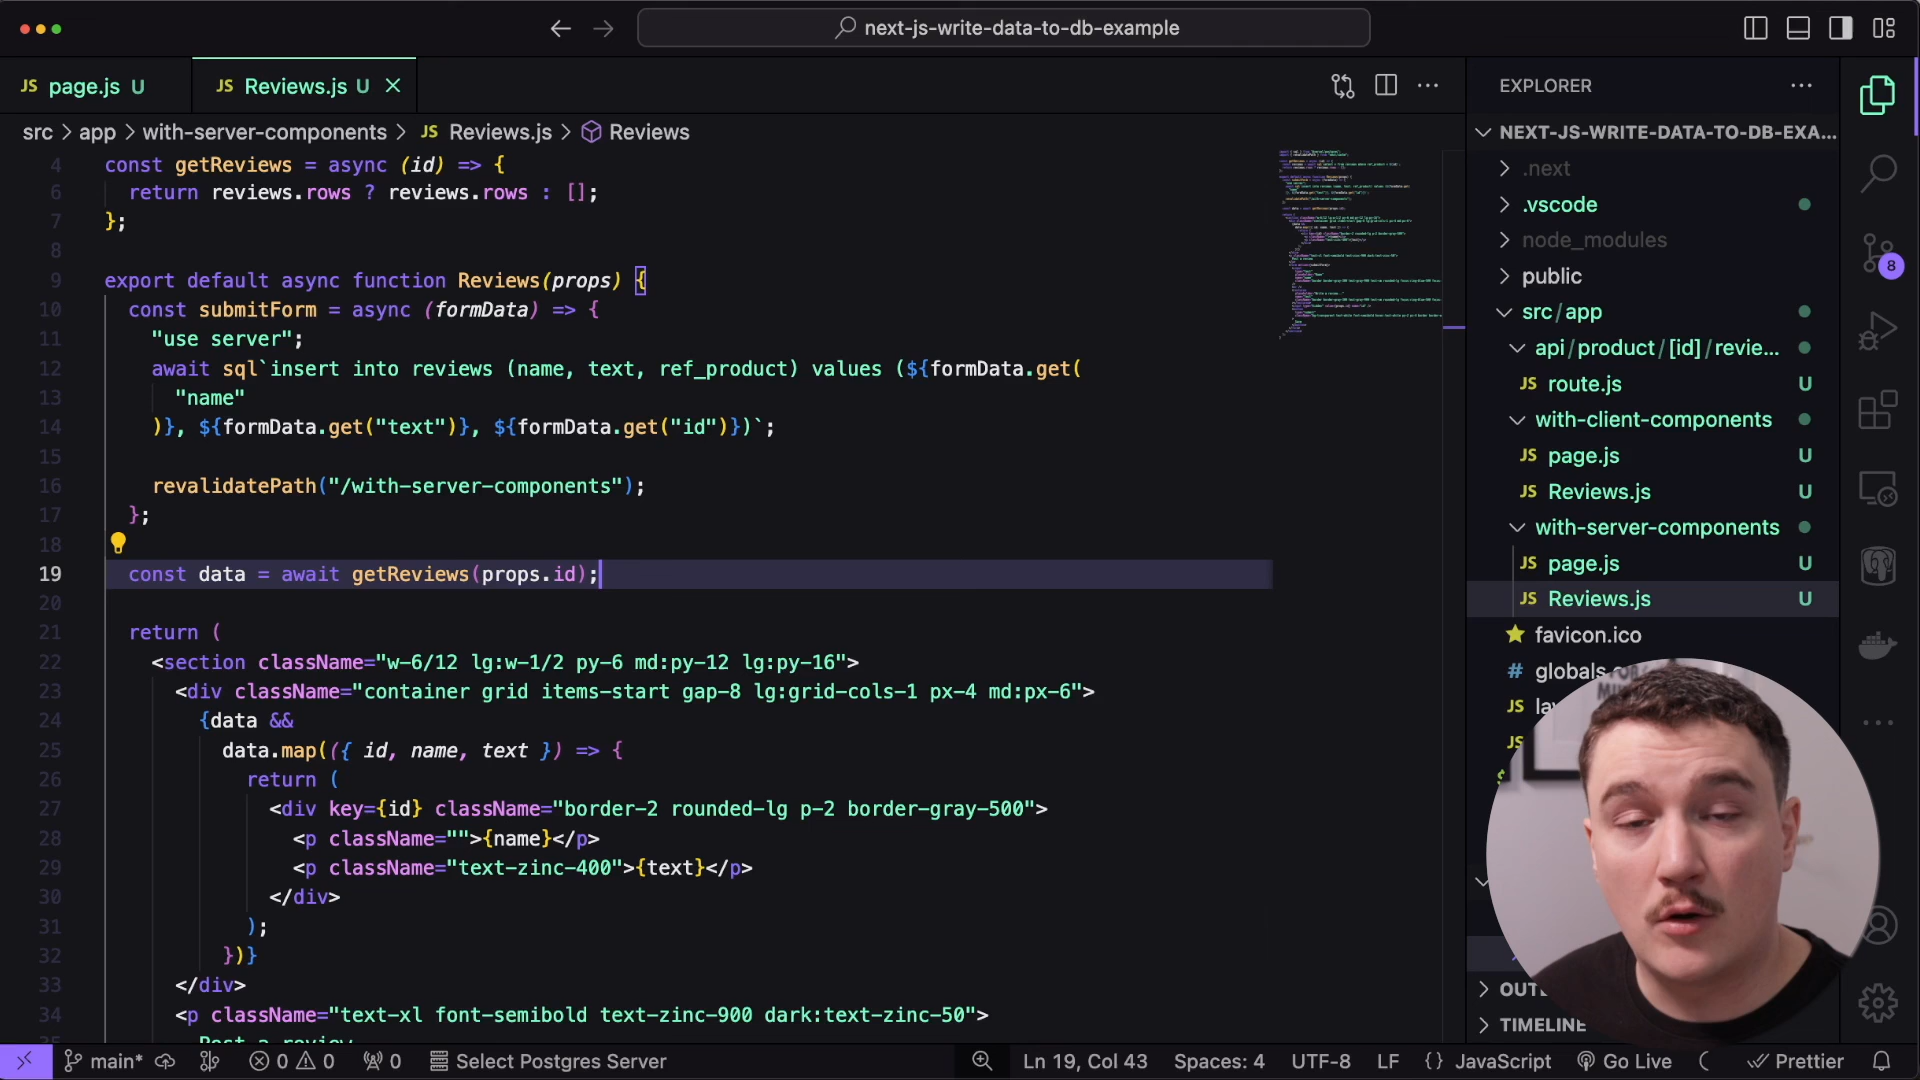 next-js-write-data-to-db-example
JS page.js U
JS Reviews.js U
EXPLORER
src > app > with-server-components > JS Reviews.js > Reviews
NEXT-JS-WRITE-DATA-TO-DB-EXA...
4 const getReviews = async (id) => {
6 return reviews.rows ? reviews.rows : [];
7 };
8
9 export default async function Reviews(props) {
10 const submitForm = async (formData) => {
11 "use server";
12 await sql`insert into reviews (name, text, ref_product) values (${formData.get(
13 "name"
14 )}, ${formData.get("text")}, ${formData.get("id")})`;
15
16 revalidatePath("/with-server-components");
17 };
18
19 const data = await getReviews(props.id);
20
21 return (
22 <section className="w-6/12 lg:w-1/2 py-6 md:py-12 lg:py-16">
23 <div className="container grid items-start gap-8 lg:grid-cols-1 px-4 md:px-6">
24 {data &&
25 data.map(({ id, name, text }) => {
26 return (
27 <div key={id} className="border-2 rounded-lg p-2 border-gray-500">
28 <p className="">{name}</p>
29 <p className="text-zinc-400">{text}</p>
30 </div>
31 );
32 })}
33 </div>
34 <p className="text-xl font-semibold text-zinc-900 dark:text-zinc-50">
Post a review
.next
.vscode
node_modules
public
src/app
api/product/[id]/revie...
JS route.js U
with-client-components
JS page.js U
JS Reviews.js U
with-server-components
JS page.js U
JS Reviews.js U
favicon.ico
# globals
JS
JS
OUT
TIMELINE
8
main* 0 0 0 Select Postgres Server
Ln 19, Col 43 Spaces: 4 UTF-8 LF {} JavaScript Go Live Prettier